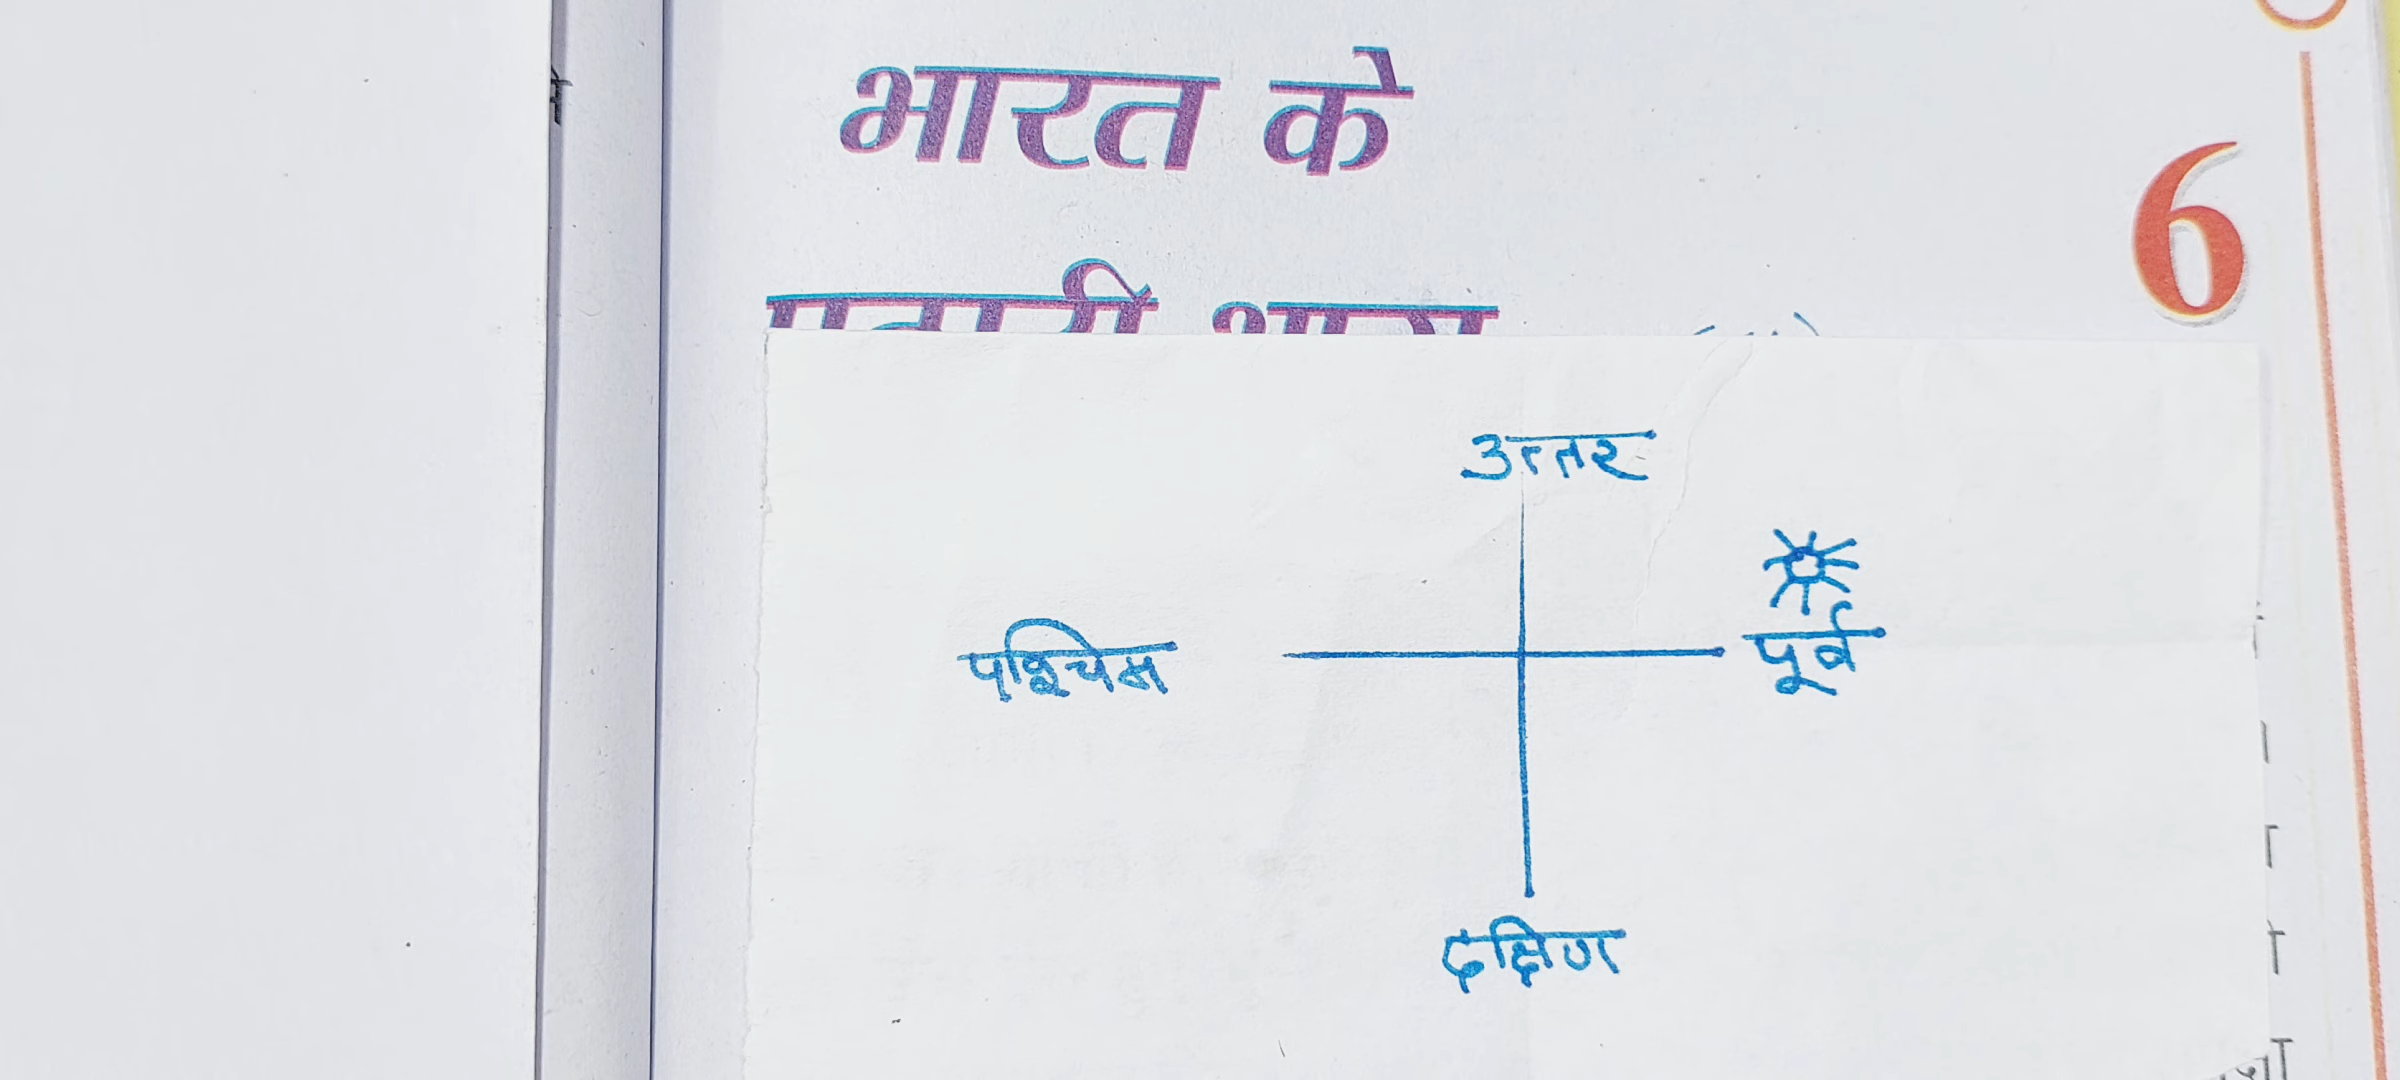 भारत के
6
उत्तर
पश्चिम
पूर्व
दक्षिण